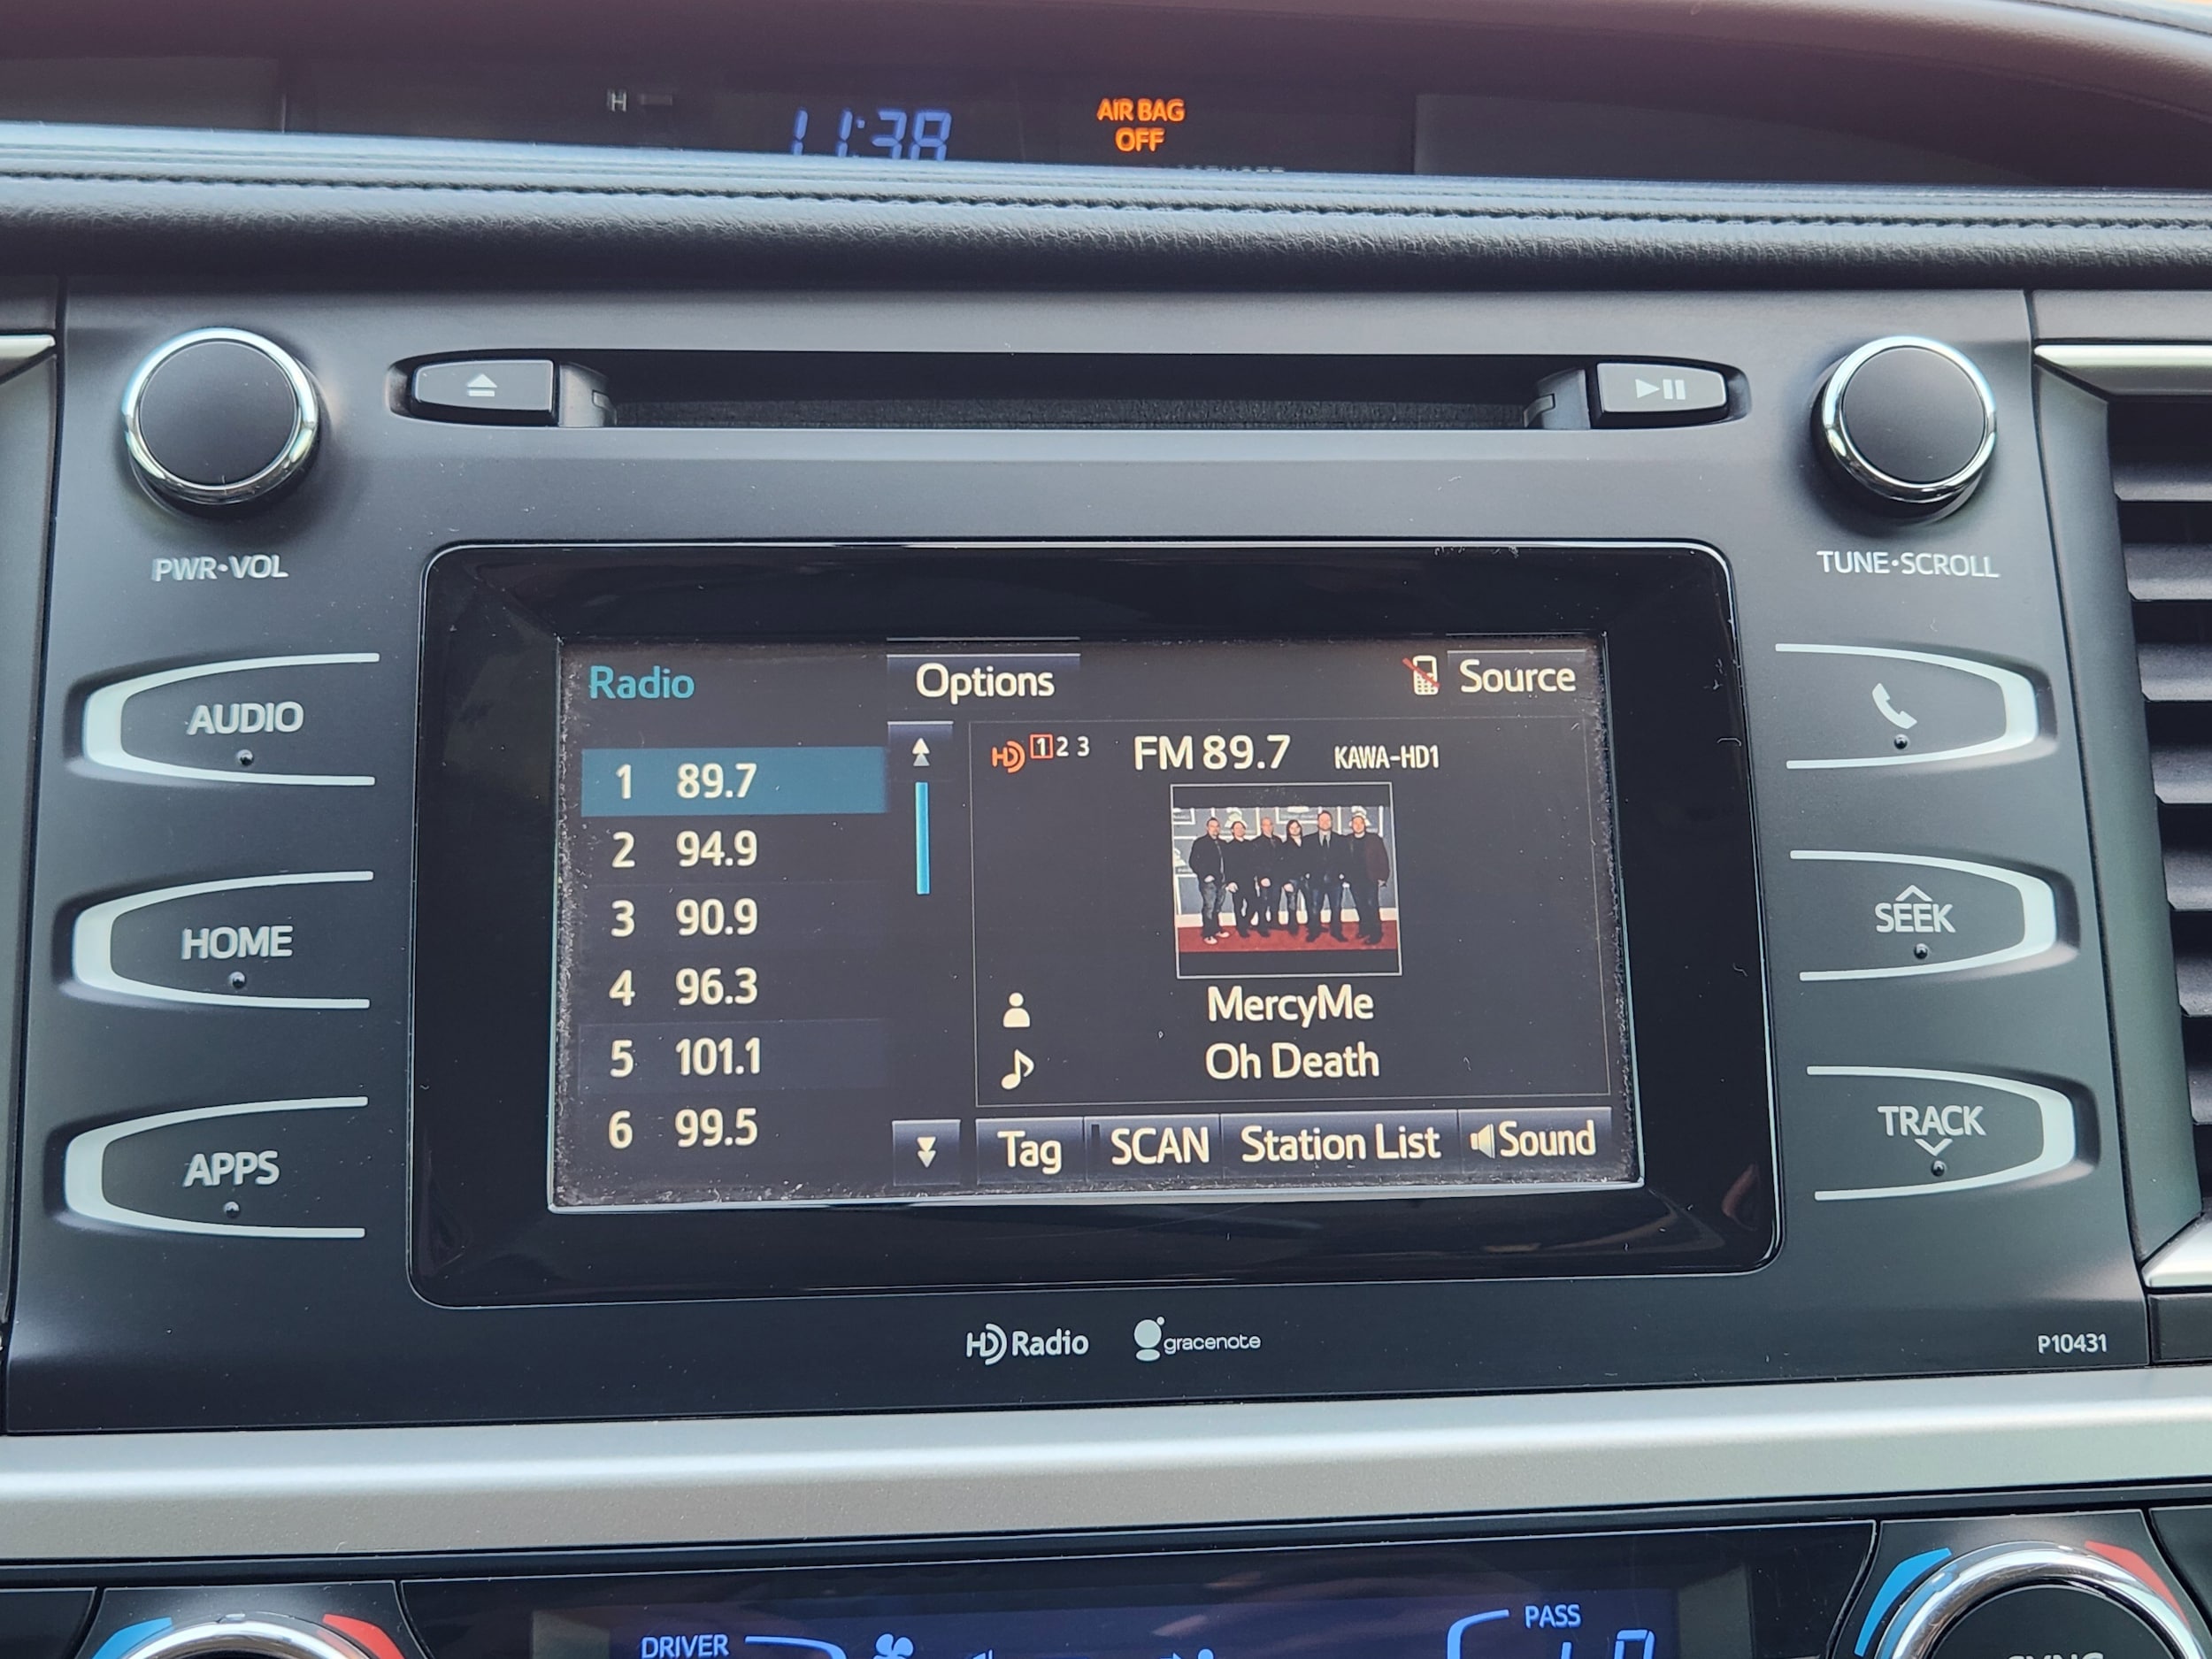 H
11:38
AIR BAG
OFF
PWR•VOL
TUNE•SCROLL
AUDIO
HOME
APPS
Radio
Options
Source
1 89.7
2 94.9
3 90.9
4 96.3
5 101.1
6 99.5
HD 1 2 3
FM 89.7
KAWA-HD1
MercyMe
Oh Death
Tag
SCAN
Station List
Sound
SEEK
TRACK
HD Radio
gracenote
P10431
DRIVER
PASS